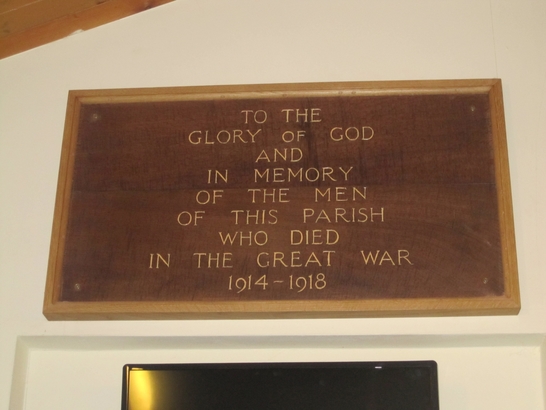 TO THE
GLORY OF GOD
AND
IN MEMORY
OF THE MEN
OF THIS PARISH
WHO DIED
IN THE GREAT WAR
1914-1918